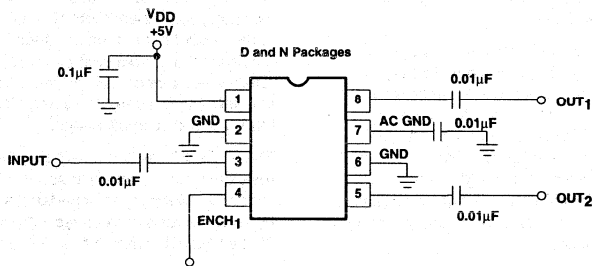 VDD
+5V
D and N Packages
0.1µF
0.01µF
1
8
OUT1
GND
2
7
AC GND
0.01µF
INPUT
3
6
GND
0.01µF
4
5
OUT2
ENCH1
0.01µF